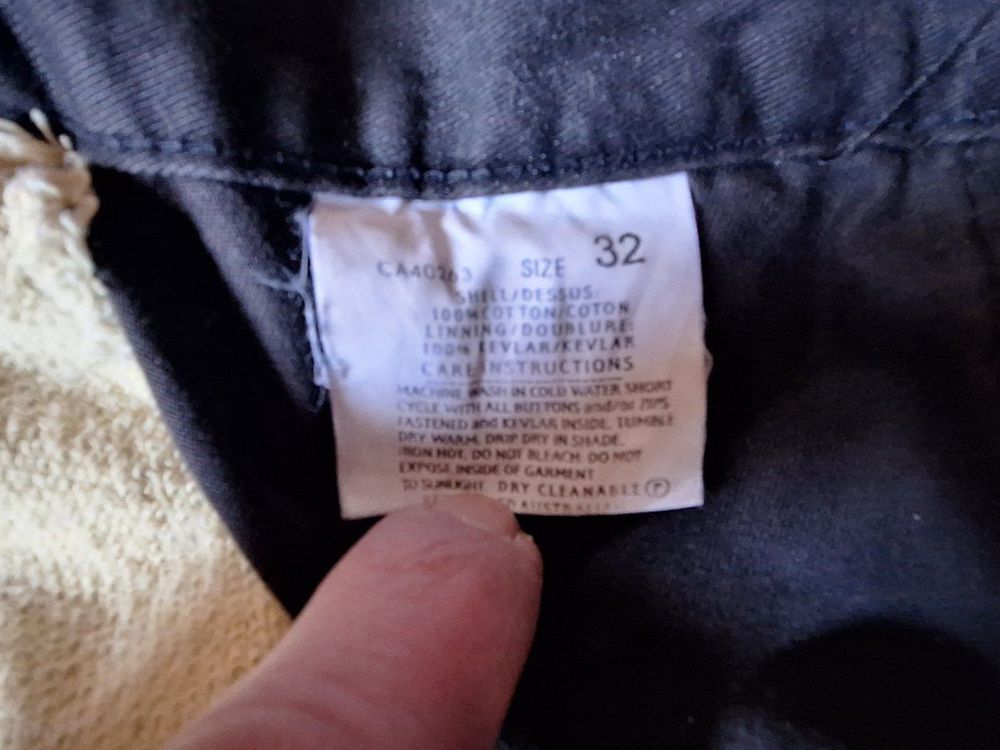 CA40263 SIZE 32
SHELL/DESSUS:
100% COTTON/COTON
LINNING/DOUBLURE:
100% KEVLAR/KEVLAR
CARE INSTRUCTIONS
MACHINE WASH IN COLD WATER SHORT
CYCLE WITH ALL BUTTONS and/or ZIPS
FASTENED and KEVLAR INSIDE, TUMBLE
DRY WARM, DRIP DRY IN SHADE,
IRON HOT, DO NOT BLEACH, DO NOT
EXPOSE INSIDE OF GARMENT
TO SUNLIGHT DRY CLEANABLE Ⓟ